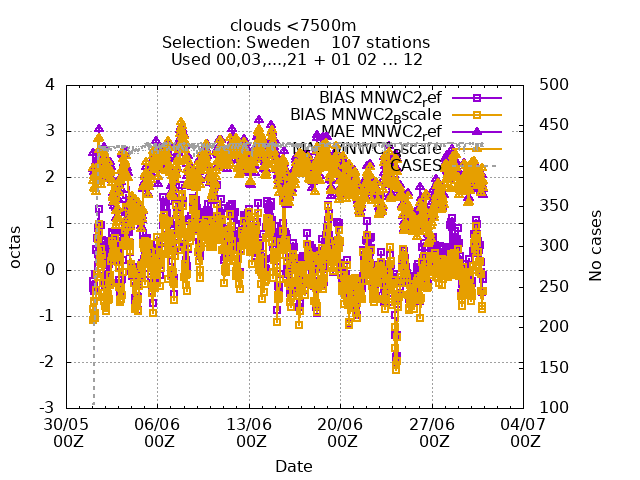 clouds <7500m
Selection: Sweden 107 stations
Used 00,03,...,21 + 01 02 ... 12
4 500
BIAS MNWC2ref
BIAS MNWC2Bscale
3 450
MAE MNWC2ref
MAE MNWC2Bscale
CASES
400
2
350
1
octas 300 No cases
0
250
-1
200
-2
150
-3 100
30/05 06/06 13/06 20/06 27/06 04/07
00Z 00Z 00Z 00Z 00Z 00Z
Date